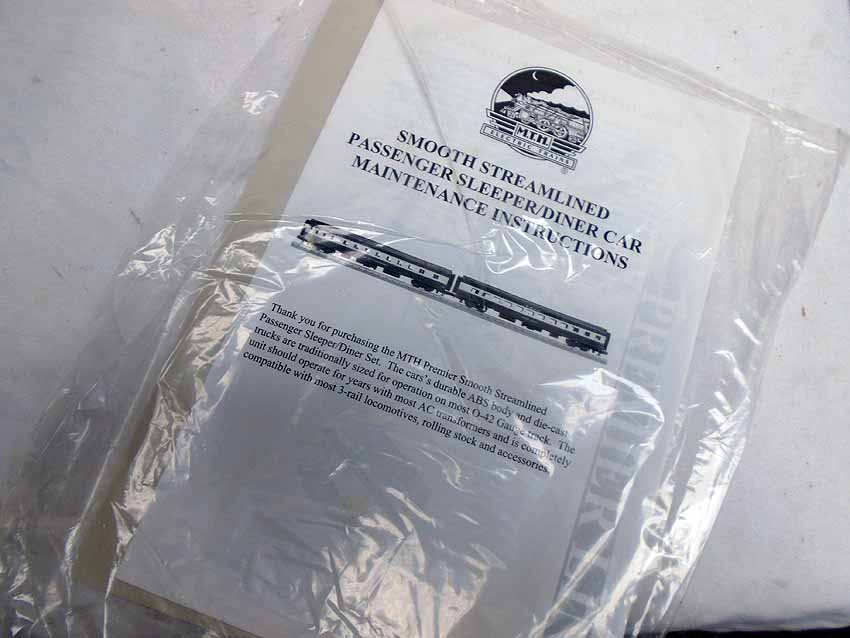 MTH
ELECTRIC TRAINS
®
SMOOTH STREAMLINED
PASSENGER SLEEPER/DINER CAR
MAINTENANCE INSTRUCTIONS
Thank you for purchasing the MTH Premier Smooth Streamlined
Passenger Sleeper/Diner Set. The cars's durable ABS body and die-cast
trucks are traditionally sized for operation on most O-42 Gauge track. The
unit should operate for years with most AC transformers and is completely
compatible with most 3-rail locomotives, rolling stock and accessories.